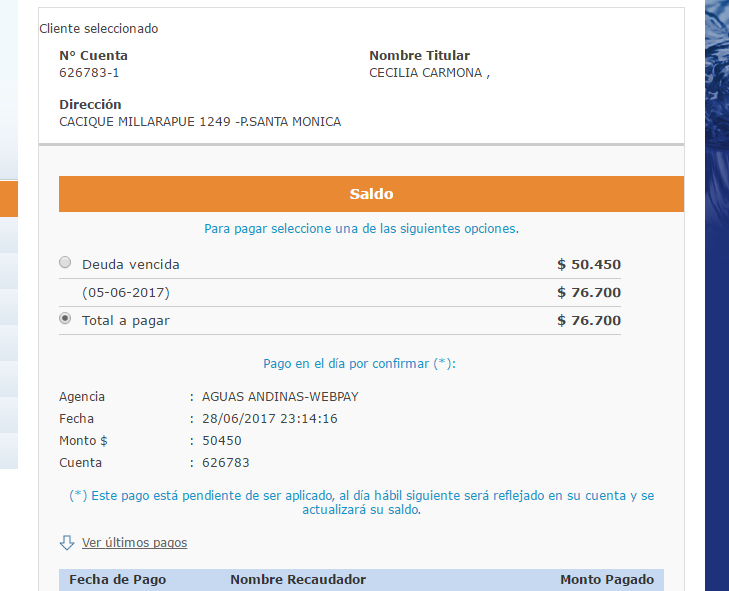 Cliente seleccionado
Nº Cuenta
626783-1
Nombre Titular
CECILIA CARMONA ,
Dirección
CACIQUE MILLARAPUE 1249 -P.SANTA MONICA
Saldo
Para pagar seleccione una de las siguientes opciones.
Deuda vencida $ 50.450
(05-06-2017) $ 76.700
Total a pagar $ 76.700
Pago en el día por confirmar (*):
Agencia : AGUAS ANDINAS-WEBPAY
Fecha : 28/06/2017 23:14:16
Monto $ : 50450
Cuenta : 626783
(*) Este pago está pendiente de ser aplicado, al día hábil siguiente será reflejado en su cuenta y se
actualizará su saldo.
Ver últimos pagos
Fecha de Pago Nombre Recaudador Monto Pagado